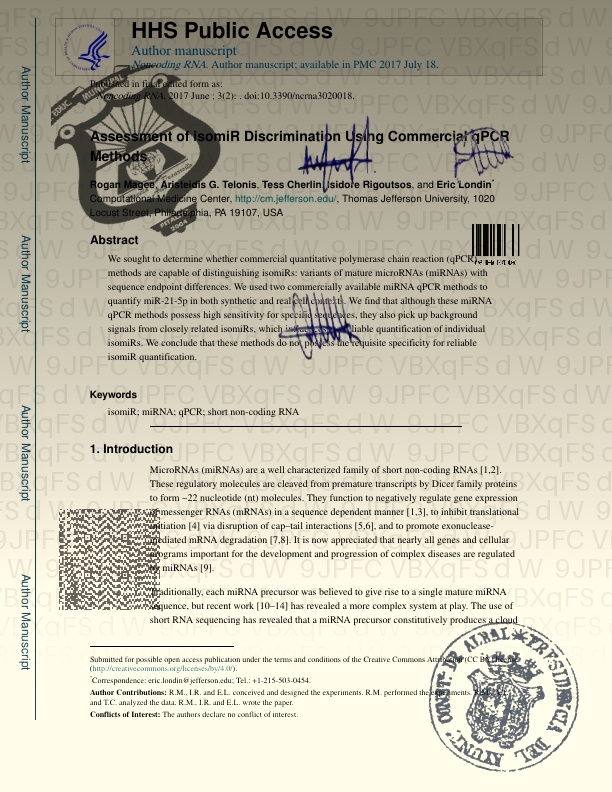 HHS Public Access
Author manuscript
Noncoding RNA. Author manuscript; available in PMC 2017 July 18.
Published in final edited form as:
Noncoding RNA. 2017 June ; 3(2): . doi:10.3390/ncrna3020018.
Assessment of IsomiR Discrimination Using Commercial qPCR
Methods
Rogan Magee, Aristeidis G. Telonis, Tess Cherlin, Isidore Rigoutsos, and Eric Londin*
Computational Medicine Center, http://cm.jefferson.edu/, Thomas Jefferson University, 1020
Locust Street, Philadelphia, PA 19107, USA
Abstract
We sought to determine whether commercial quantitative polymerase chain reaction (qPCR)
methods are capable of distinguishing isomiRs: variants of mature microRNAs (miRNAs) with
sequence endpoint differences. We used two commercially available miRNA qPCR methods to
quantify miR-21-5p in both synthetic and real cell contexts. We find that although these miRNA
qPCR methods possess high sensitivity for specific sequences, they also pick up background
signals from closely related isomiRs, which influences reliable quantification of individual
isomiRs. We conclude that these methods do not possess the requisite specificity for reliable
isomiR quantification.
Keywords
isomiR; miRNA; qPCR; short non-coding RNA
1. Introduction
MicroRNAs (miRNAs) are a well characterized family of short non-coding RNAs [1,2].
These regulatory molecules are cleaved from premature transcripts by Dicer family proteins
to form ~22 nucleotide (nt) molecules. They function to negatively regulate gene expression
of messenger RNAs (mRNAs) in a sequence dependent manner [1,3], to inhibit translational
initiation [4] via disruption of cap–tail interactions [5,6], and to promote exonuclease-
mediated mRNA degradation [7,8]. It is now appreciated that nearly all genes and cellular
programs important for the development and progression of complex diseases are regulated
by miRNAs [9].
Traditionally, each miRNA precursor was believed to give rise to a single mature miRNA
sequence, but recent work [10–14] has revealed a more complex system at play. The use of
short RNA sequencing has revealed that a miRNA precursor constitutively produces a cloud
Submitted for possible open access publication under the terms and conditions of the Creative Commons Attribution (CC BY) license
(http://creativecommons.org/licenses/by/4.0/).
*Correspondence: eric.londin@jefferson.edu; Tel.: +1-215-503-0454.
Author Contributions: R.M., I.R. and E.L. conceived and designed the experiments. R.M. performed the experiments.
and T.C. analyzed the data. R.M., I.R. and E.L. wrote the paper.
Conflicts of Interest: The authors declare no conflict of interest.
Author Manuscript
Author Manuscript
Author Manuscript
Author Manuscript